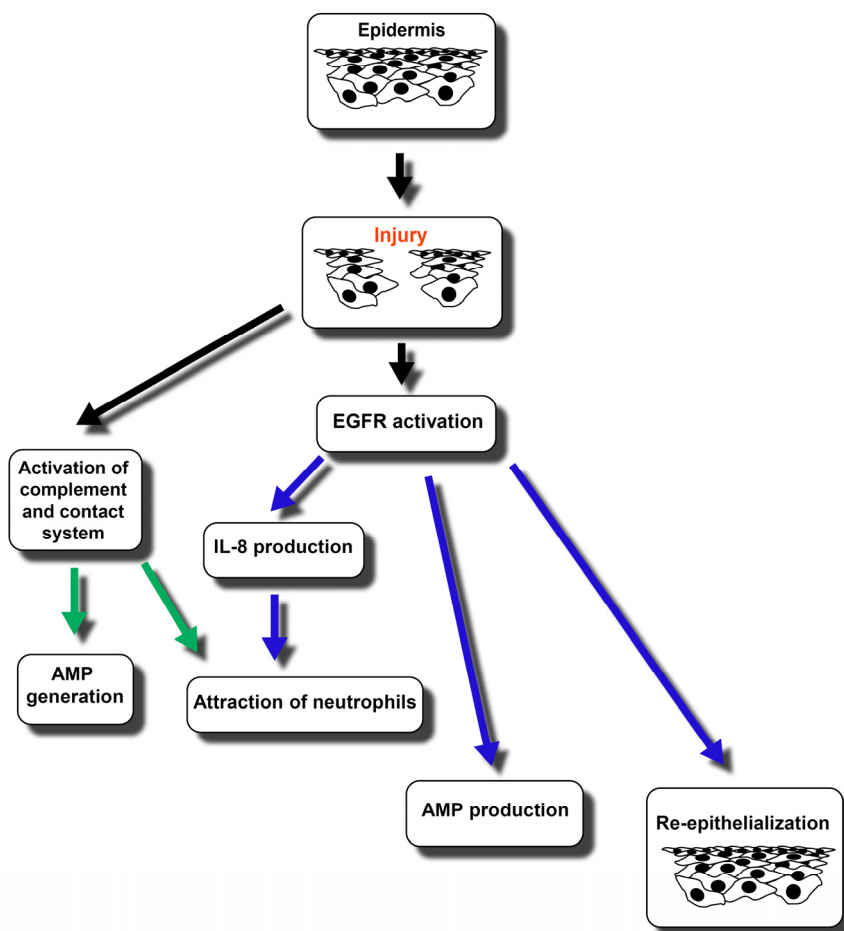 Epidermis
Injury
EGFR activation
Activation of
complement
and contact
system
IL-8 production
AMP
generation
Attraction of neutrophils
AMP production
Re-epithelialization